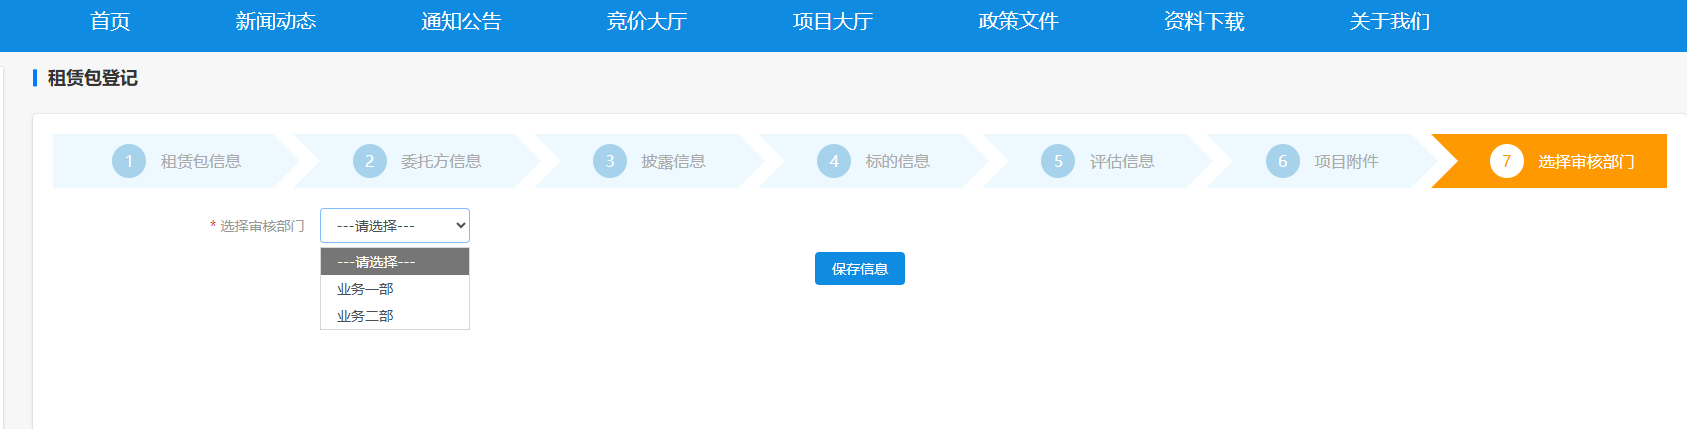 首页 新闻动态 通知公告 竞价大厅 项目大厅 政策文件 资料下载 关于我们
租赁包登记
1 租赁包信息 2 委托方信息 3 披露信息 4 标的信息 5 评估信息 6 项目附件 7 选择审核部门
* 选择审核部门 ---请选择---
---请选择---
保存信息
业务一部
业务二部